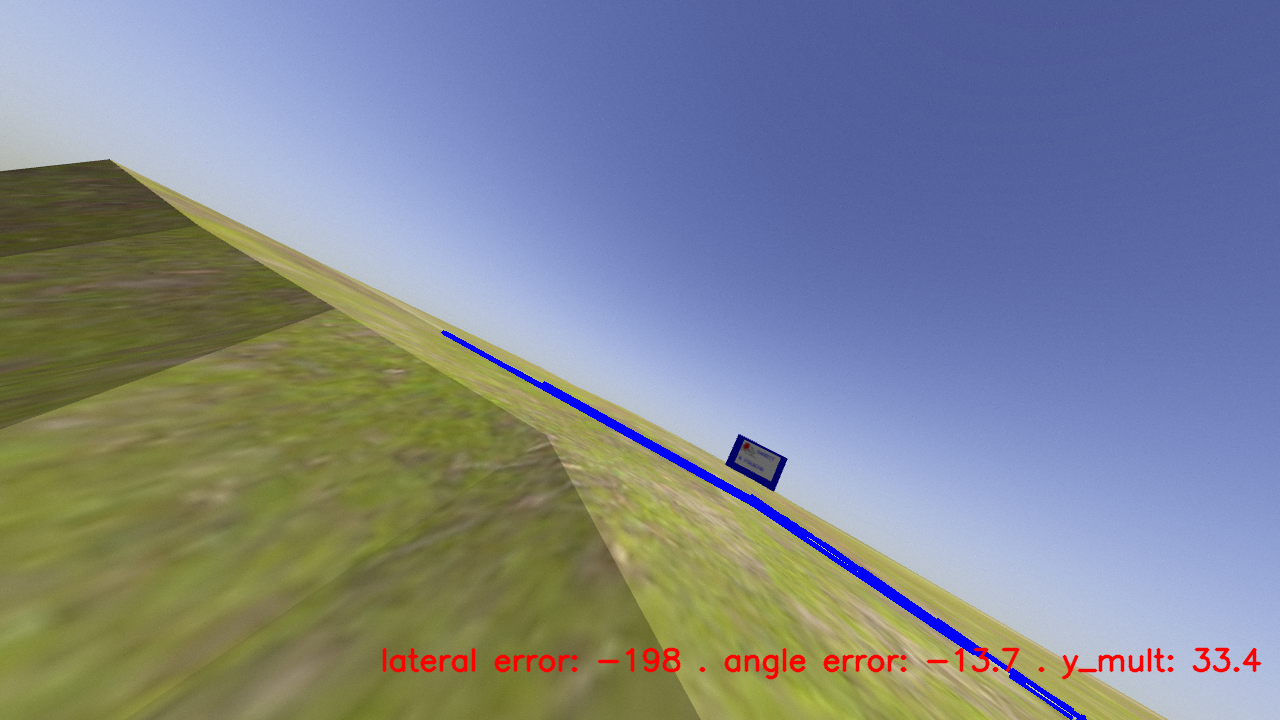 lateral error: −198 . angle error: −13.7 . y_mult: 33.4